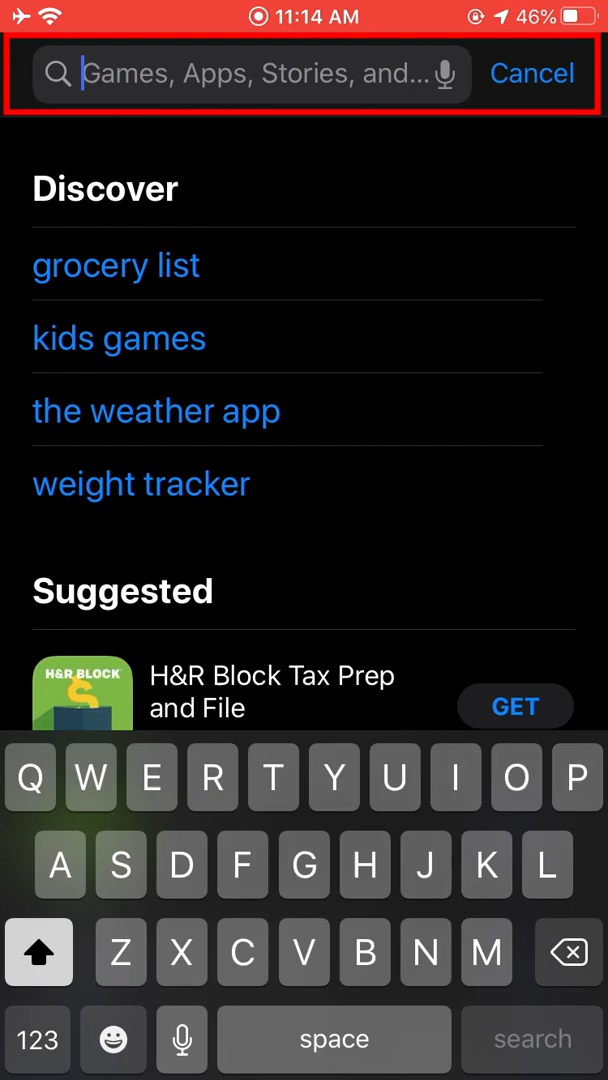 11:14 AM
46%
Games, Apps, Stories, and...
Cancel
Discover
grocery list
kids games
the weather app
weight tracker
Suggested
H&R BLOCK
H&R Block Tax Prep
and File
GET
Q W E R T Y U I O P
A S D F G H J K L
Z X C V B N M
123
space
search